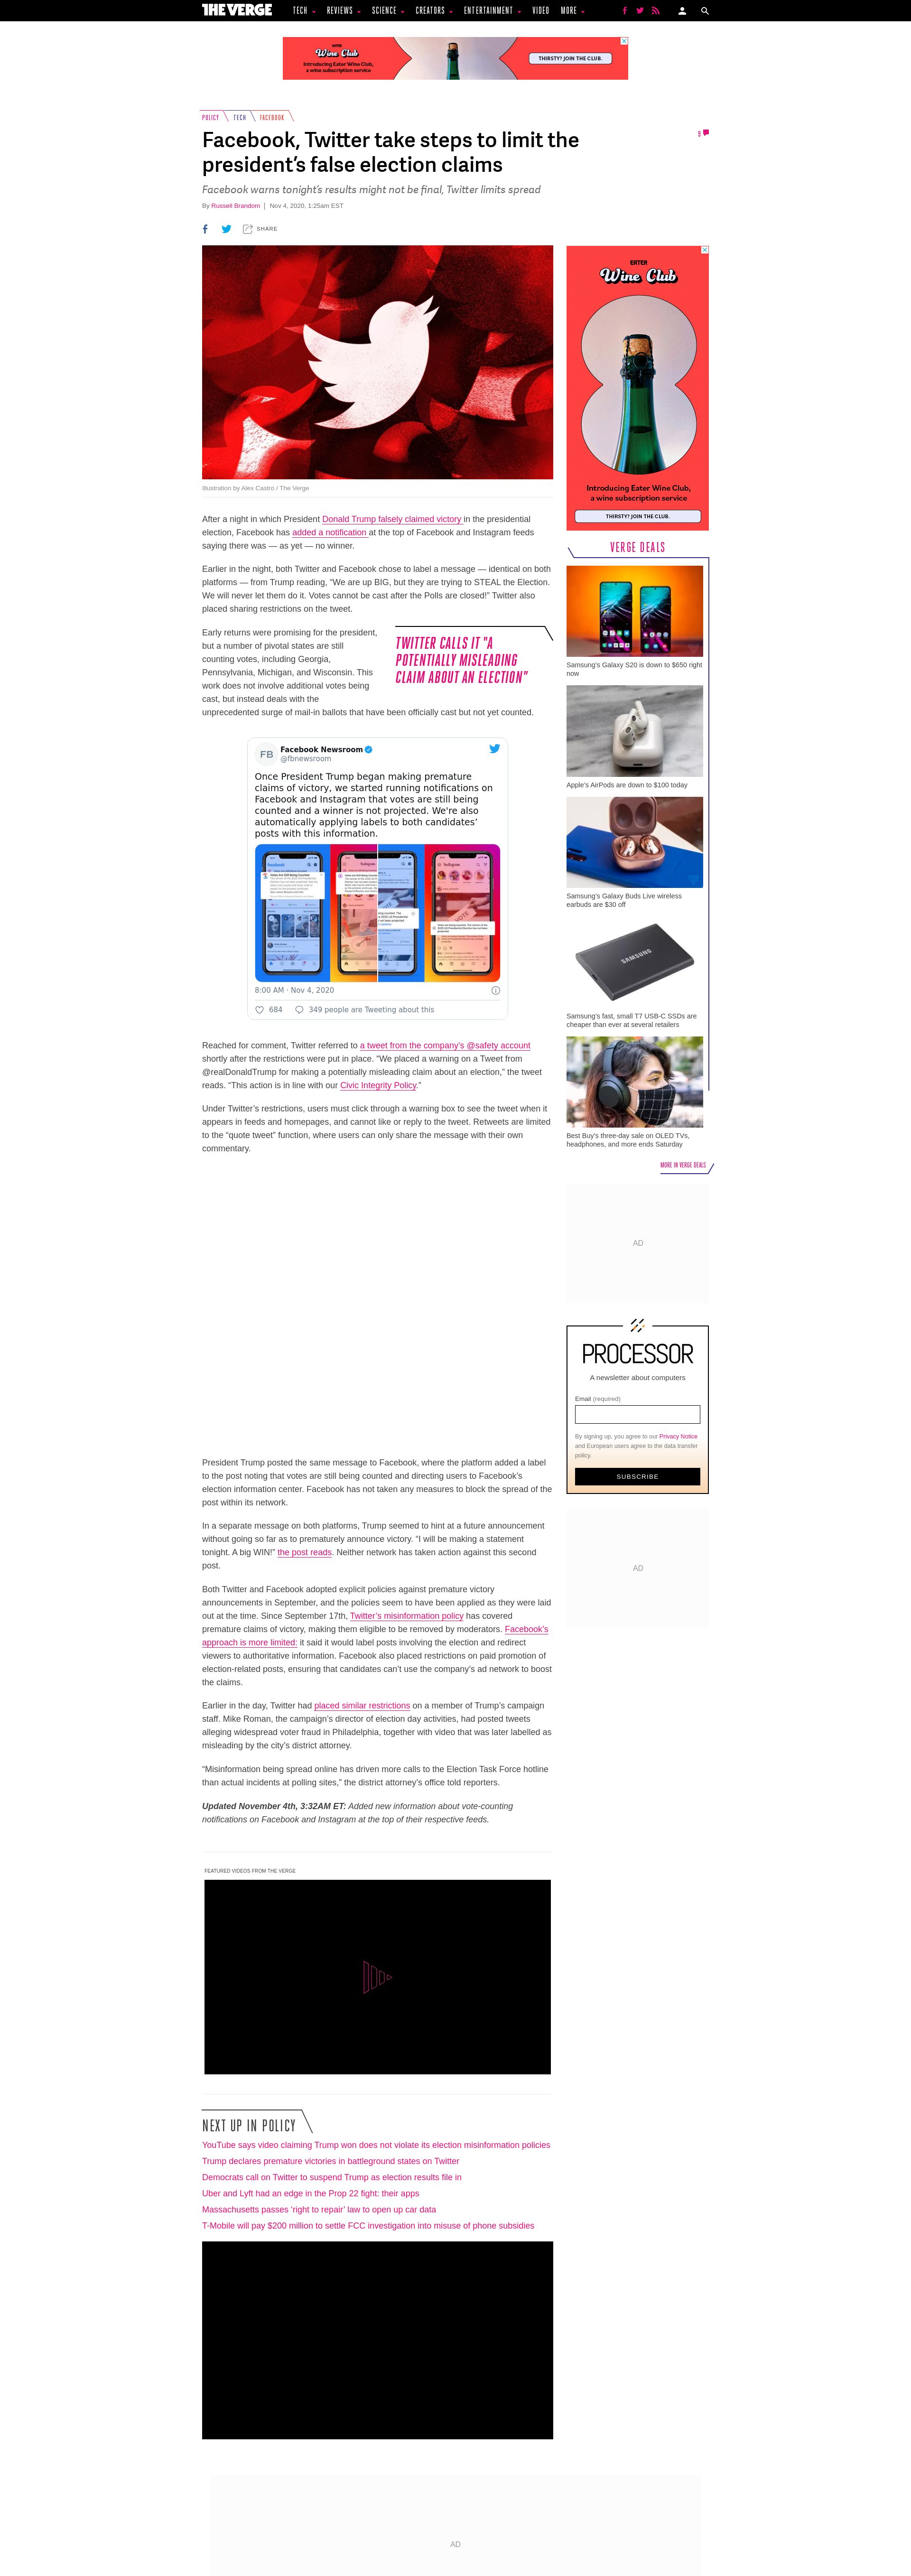 THE VERGE
TECH
REVIEWS
SCIENCE
CREATORS
ENTERTAINMENT
VIDEO
MORE
EATER
Wine Club
Introducing Eater Wine Club,
a wine subscription service
THIRSTY? JOIN THE CLUB.
POLICY
TECH
FACEBOOK
Facebook, Twitter take steps to limit the
president’s false election claims
9
Facebook warns tonight’s results might not be final, Twitter limits spread
By Russell Brandom | Nov 4, 2020, 1:25am EST
SHARE
Illustration by Alex Castro / The Verge
After a night in which President Donald Trump falsely claimed victory in the presidential
election, Facebook has added a notification at the top of Facebook and Instagram feeds
saying there was — as yet — no winner.
Earlier in the night, both Twitter and Facebook chose to label a message — identical on both
platforms — from Trump reading, “We are up BIG, but they are trying to STEAL the Election.
We will never let them do it. Votes cannot be cast after the Polls are closed!” Twitter also
placed sharing restrictions on the tweet.
Early returns were promising for the president,
but a number of pivotal states are still
counting votes, including Georgia,
Pennsylvania, Michigan, and Wisconsin. This
work does not involve additional votes being
cast, but instead deals with the
unprecedented surge of mail-in ballots that have been officially cast but not yet counted.
TWITTER CALLS IT "A
POTENTIALLY MISLEADING
CLAIM ABOUT AN ELECTION"
FB
Facebook Newsroom
@fbnewsroom
Once President Trump began making premature
claims of victory, we started running notifications on
Facebook and Instagram that votes are still being
counted and a winner is not projected. We're also
automatically applying labels to both candidates’
posts with this information.
8:00 AM · Nov 4, 2020
684
349 people are Tweeting about this
Reached for comment, Twitter referred to a tweet from the company’s @safety account
shortly after the restrictions were put in place. “We placed a warning on a Tweet from
@realDonaldTrump for making a potentially misleading claim about an election,” the tweet
reads. “This action is in line with our Civic Integrity Policy.”
Under Twitter’s restrictions, users must click through a warning box to see the tweet when it
appears in feeds and homepages, and cannot like or reply to the tweet. Retweets are limited
to the “quote tweet” function, where users can only share the message with their own
commentary.
President Trump posted the same message to Facebook, where the platform added a label
to the post noting that votes are still being counted and directing users to Facebook’s
election information center. Facebook has not taken any measures to block the spread of the
post within its network.
In a separate message on both platforms, Trump seemed to hint at a future announcement
without going so far as to prematurely announce victory. “I will be making a statement
tonight. A big WIN!” the post reads. Neither network has taken action against this second
post.
Both Twitter and Facebook adopted explicit policies against premature victory
announcements in September, and the policies seem to have been applied as they were laid
out at the time. Since September 17th, Twitter’s misinformation policy has covered
premature claims of victory, making them eligible to be removed by moderators. Facebook’s
approach is more limited: it said it would label posts involving the election and redirect
viewers to authoritative information. Facebook also placed restrictions on paid promotion of
election-related posts, ensuring that candidates can’t use the company’s ad network to boost
the claims.
Earlier in the day, Twitter had placed similar restrictions on a member of Trump’s campaign
staff. Mike Roman, the campaign’s director of election day activities, had posted tweets
alleging widespread voter fraud in Philadelphia, together with video that was later labelled as
misleading by the city’s district attorney.
“Misinformation being spread online has driven more calls to the Election Task Force hotline
than actual incidents at polling sites,” the district attorney’s office told reporters.
Updated November 4th, 3:32AM ET: Added new information about vote-counting
notifications on Facebook and Instagram at the top of their respective feeds.
FEATURED VIDEOS FROM THE VERGE
NEXT UP IN POLICY
YouTube says video claiming Trump won does not violate its election misinformation policies
Trump declares premature victories in battleground states on Twitter
Democrats call on Twitter to suspend Trump as election results file in
Uber and Lyft had an edge in the Prop 22 fight: their apps
Massachusetts passes ‘right to repair’ law to open up car data
T-Mobile will pay $200 million to settle FCC investigation into misuse of phone subsidies
AD
EATER
Wine Club
Introducing Eater Wine Club,
a wine subscription service
THIRSTY? JOIN THE CLUB.
VERGE DEALS
Samsung’s Galaxy S20 is down to $650 right
now
Apple’s AirPods are down to $100 today
Samsung’s Galaxy Buds Live wireless
earbuds are $30 off
SAMSUNG
Samsung’s fast, small T7 USB-C SSDs are
cheaper than ever at several retailers
Best Buy’s three-day sale on OLED TVs,
headphones, and more ends Saturday
MORE IN VERGE DEALS
AD
PROCESSOR
A newsletter about computers
Email (required)
By signing up, you agree to our Privacy Notice
and European users agree to the data transfer
policy.
SUBSCRIBE
AD